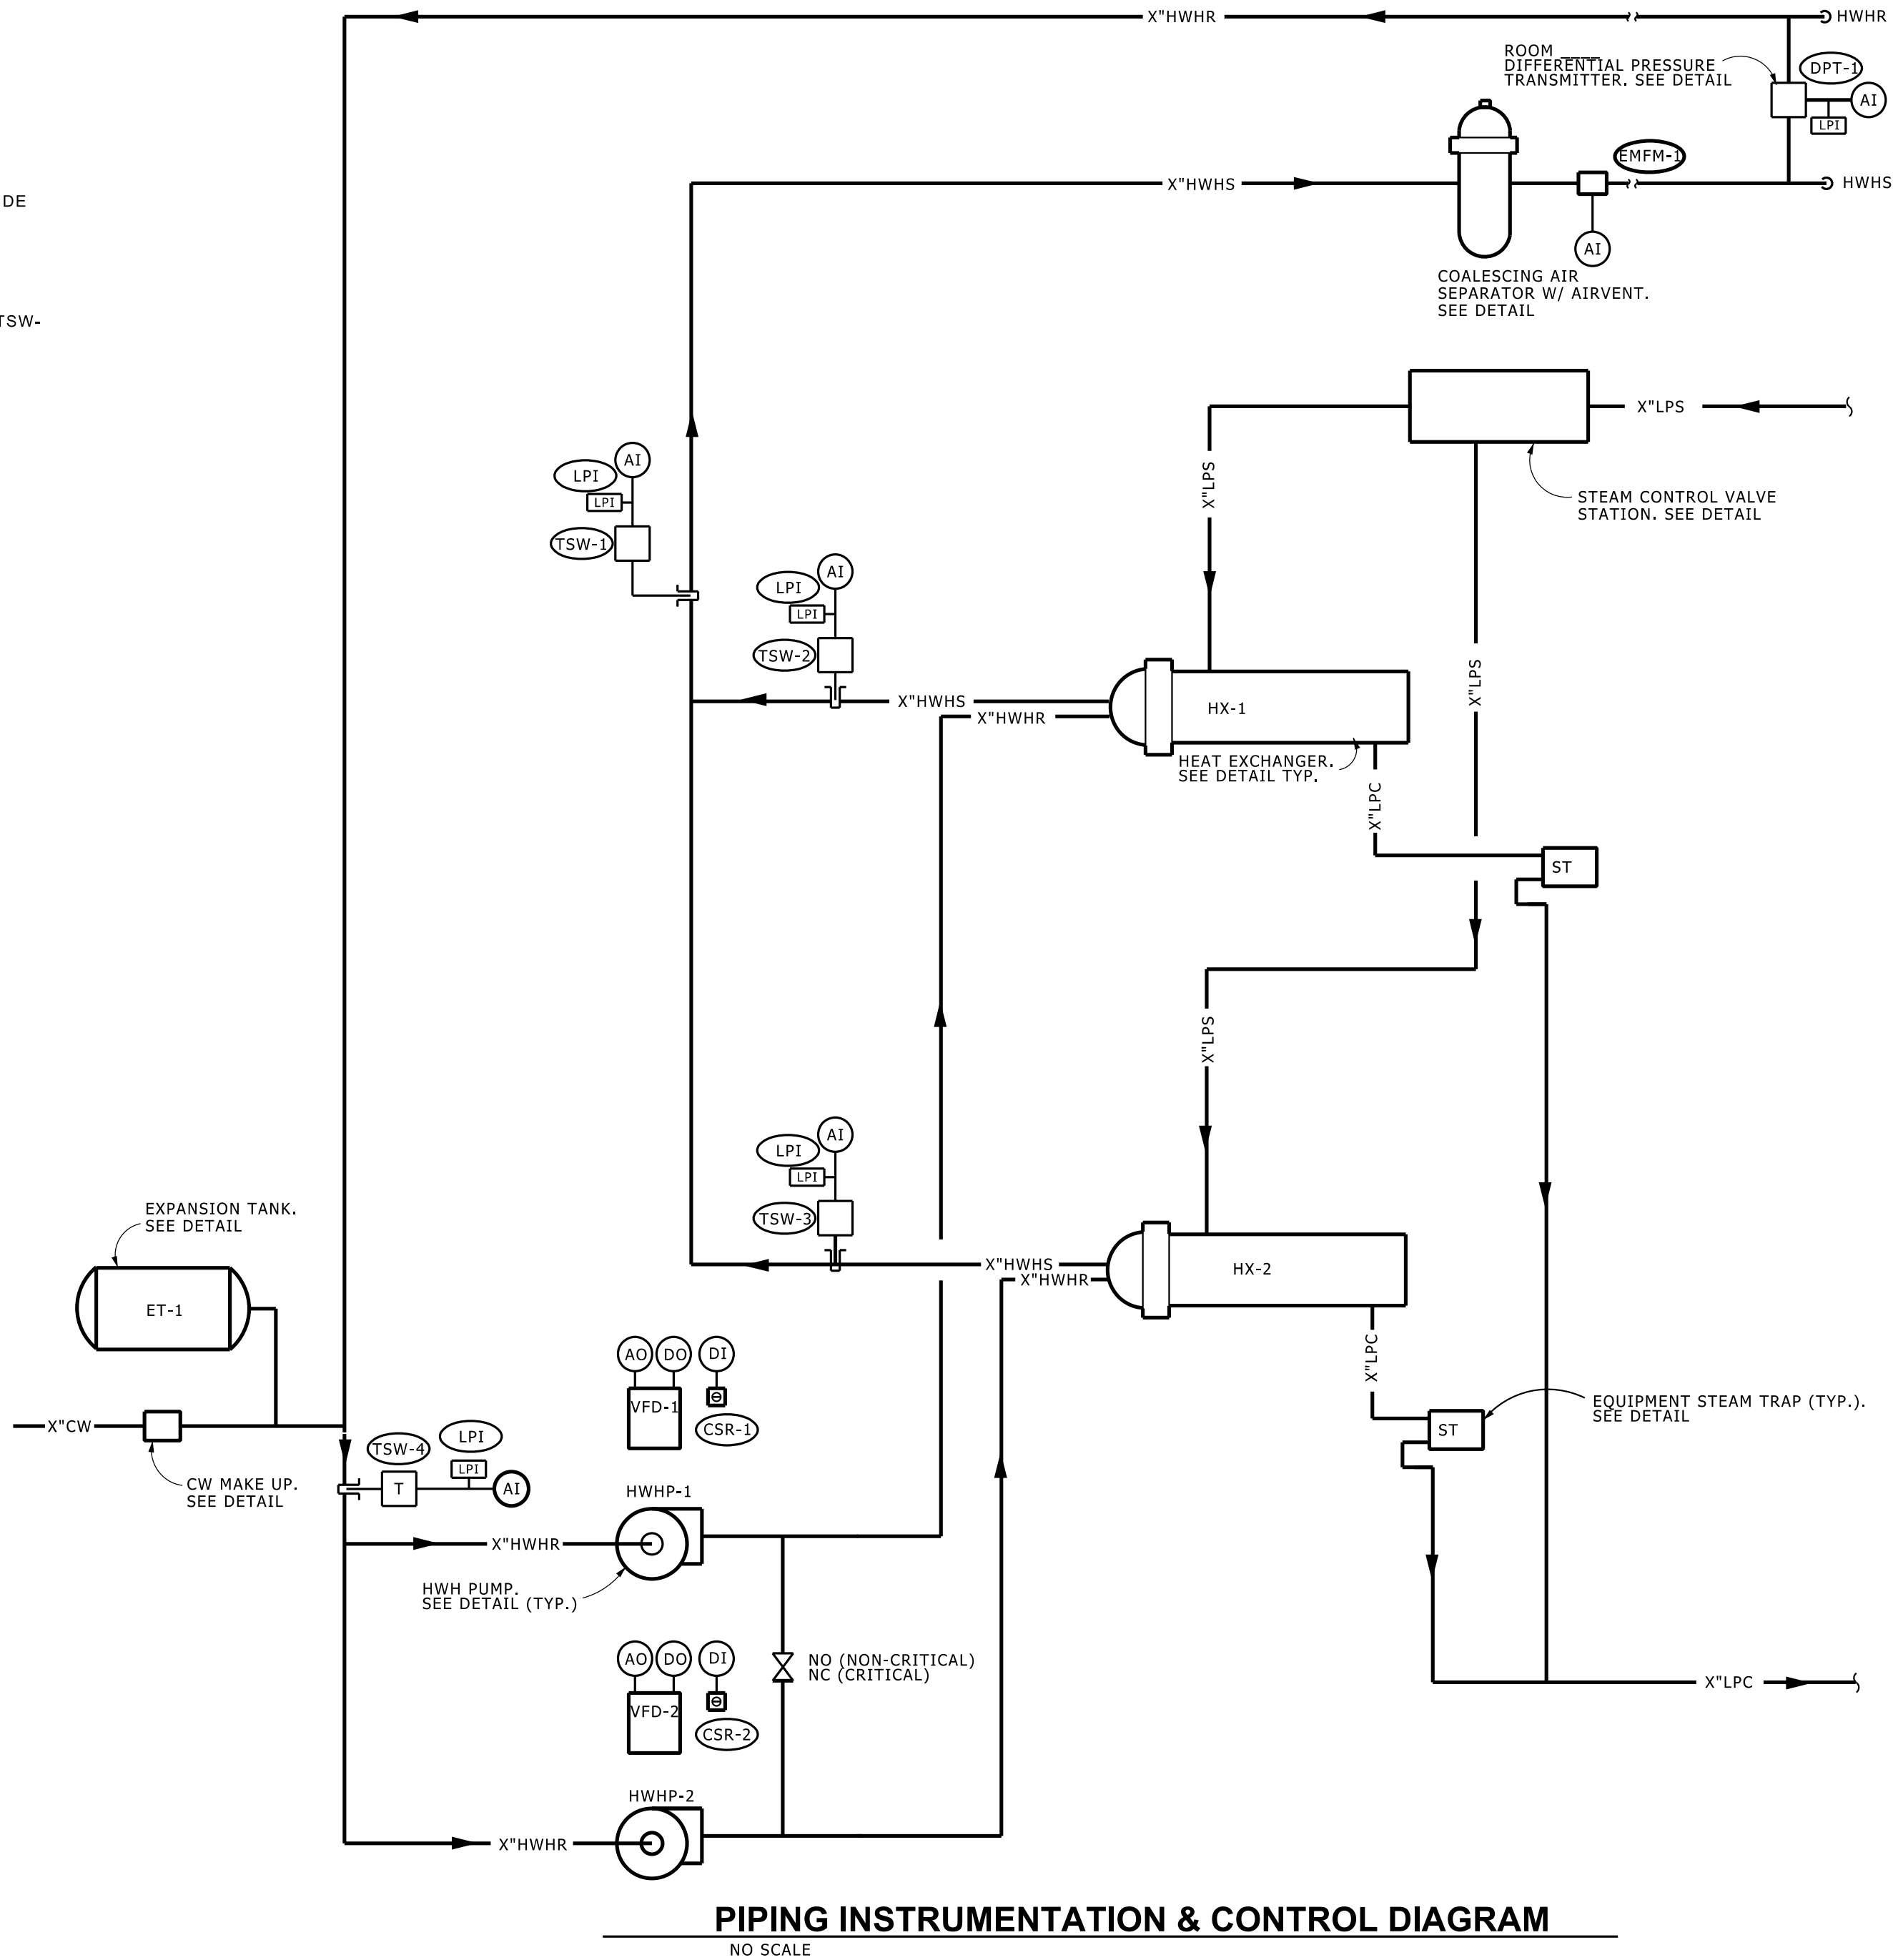 X"HWHR
HWHR
ROOM ____
DIFFERENTIAL PRESSURE
TRANSMITTER. SEE DETAIL
DPT-1
AI
LPI
EMFM-1
X"HWHS
HWHS
DE
AI
COALESCING AIR
SEPARATOR W/ AIRVENT.
SEE DETAIL
TSW-
X"LPS
AI
LPI
LPI
X"LPS
STEAM CONTROL VALVE
STATION. SEE DETAIL
TSW-1
AI
LPI
LPI
TSW-2
X"LPS
X"HWHS
X"HWHR
HX-1
HEAT EXCHANGER.
SEE DETAIL TYP.
X"LPC
ST
X"LPS
AI
LPI
LPI
TSW-3
EXPANSION TANK.
SEE DETAIL
X"HWHS
X"HWHR
HX-2
ET-1
AO
DO
DI
X"LPC
VFD-1
CSR-1
EQUIPMENT STEAM TRAP (TYP.).
SEE DETAIL
X"CW
ST
TSW-4
LPI
LPI
T
AI
CW MAKE UP.
SEE DETAIL
HWHP-1
X"HWHR
HWH PUMP.
SEE DETAIL (TYP.)
AO
DO
DI
NO (NON-CRITICAL)
NC (CRITICAL)
X"LPC
VFD-2
CSR-2
HWHP-2
X"HWHR
PIPING INSTRUMENTATION & CONTROL DIAGRAM
NO SCALE